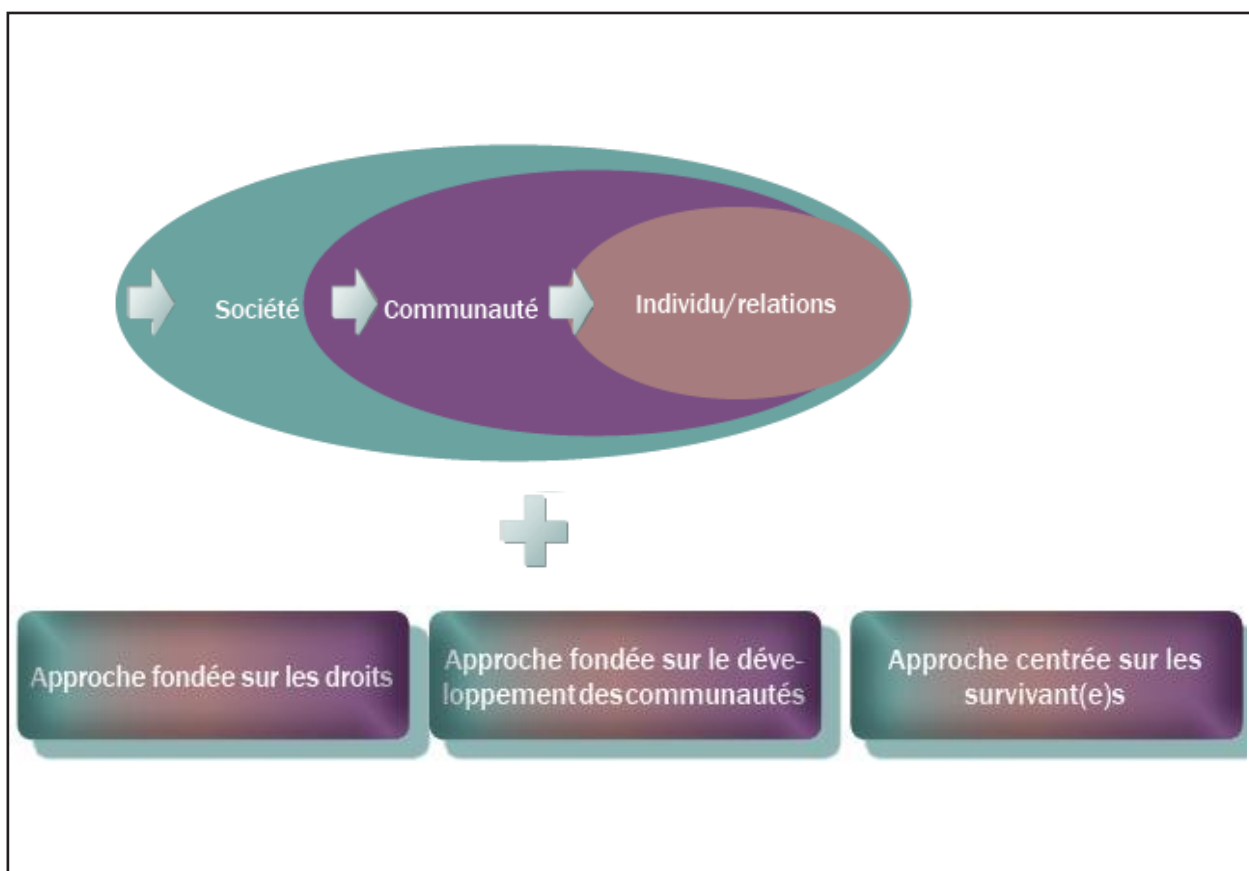 Société
Communauté
Individu/relations
Approche fondée sur les droits
Approche fondée sur le déve-
loppement des communautés
Approche centrée sur les
survivant(e)s